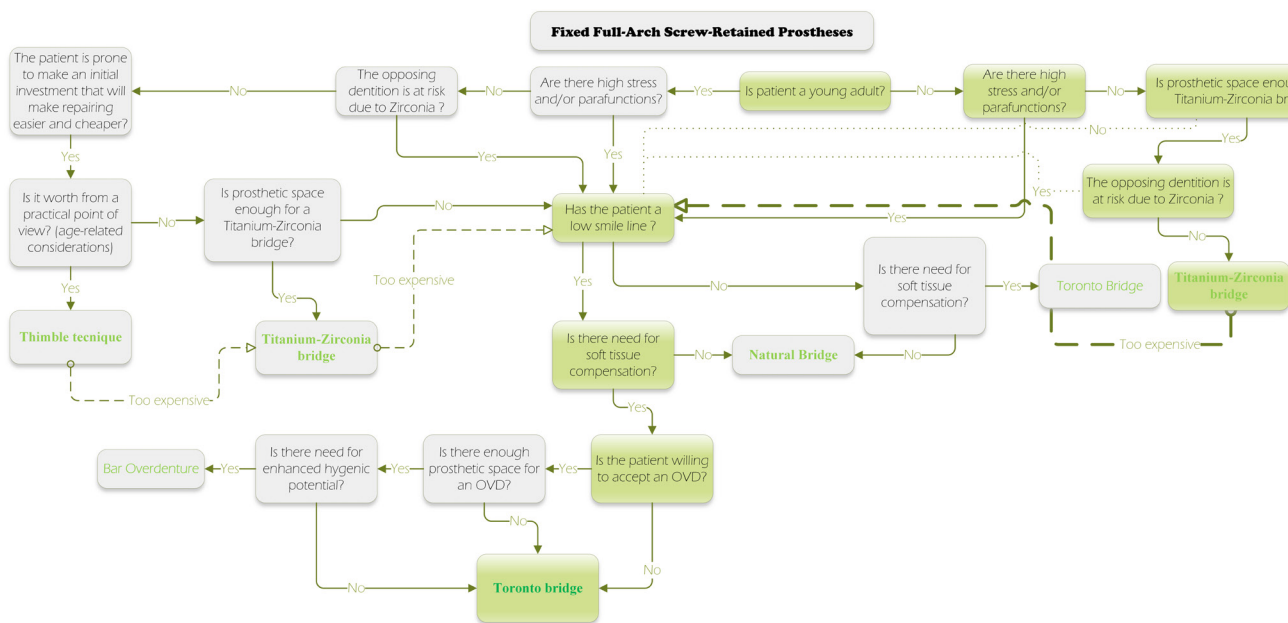 Fixed Full-Arch Screw-Retained Prostheses
The patient is prone
to make an initial
investment that will
make repairing
easier and cheaper?
No
The opposing
dentition is at risk
due to Zirconia ?
No
Are there high stress
and/or parafunctions?
Yes
Is patient a young adult?
No
Are there high
stress and/or
parafunctions?
No
Is prosthetic space enou
Titanium-Zirconia
bridge?
No
Yes
Yes
Yes
Yes
Is it worth from a
practical point of
view? (age-related
considerations)
No
Is prosthetic space
enough for a
Titanium-Zirconia
bridge?
No
Has the patient a
low smile line ?
Yes
Yes
The opposing dentition is
at risk due to Zirconia ?
No
Too expensive
Yes
No
Is there need for
soft tissue
compensation?
Yes
Toronto Bridge
Titanium-Zirconia
bridge
Yes
Yes
Thimble tecnique
Titanium-Zirconia
bridge
Is there need for
soft tissue
compensation?
No
Natural Bridge
No
Too expensive
Too expensive
Yes
Bar Overdenture
Yes
Is there need for
enhanced hygenic
potential?
Yes
Is there enough
prosthetic space for
an OVD?
Yes
Is the patient willing
to accept an OVD?
No
No
No
Toronto bridge